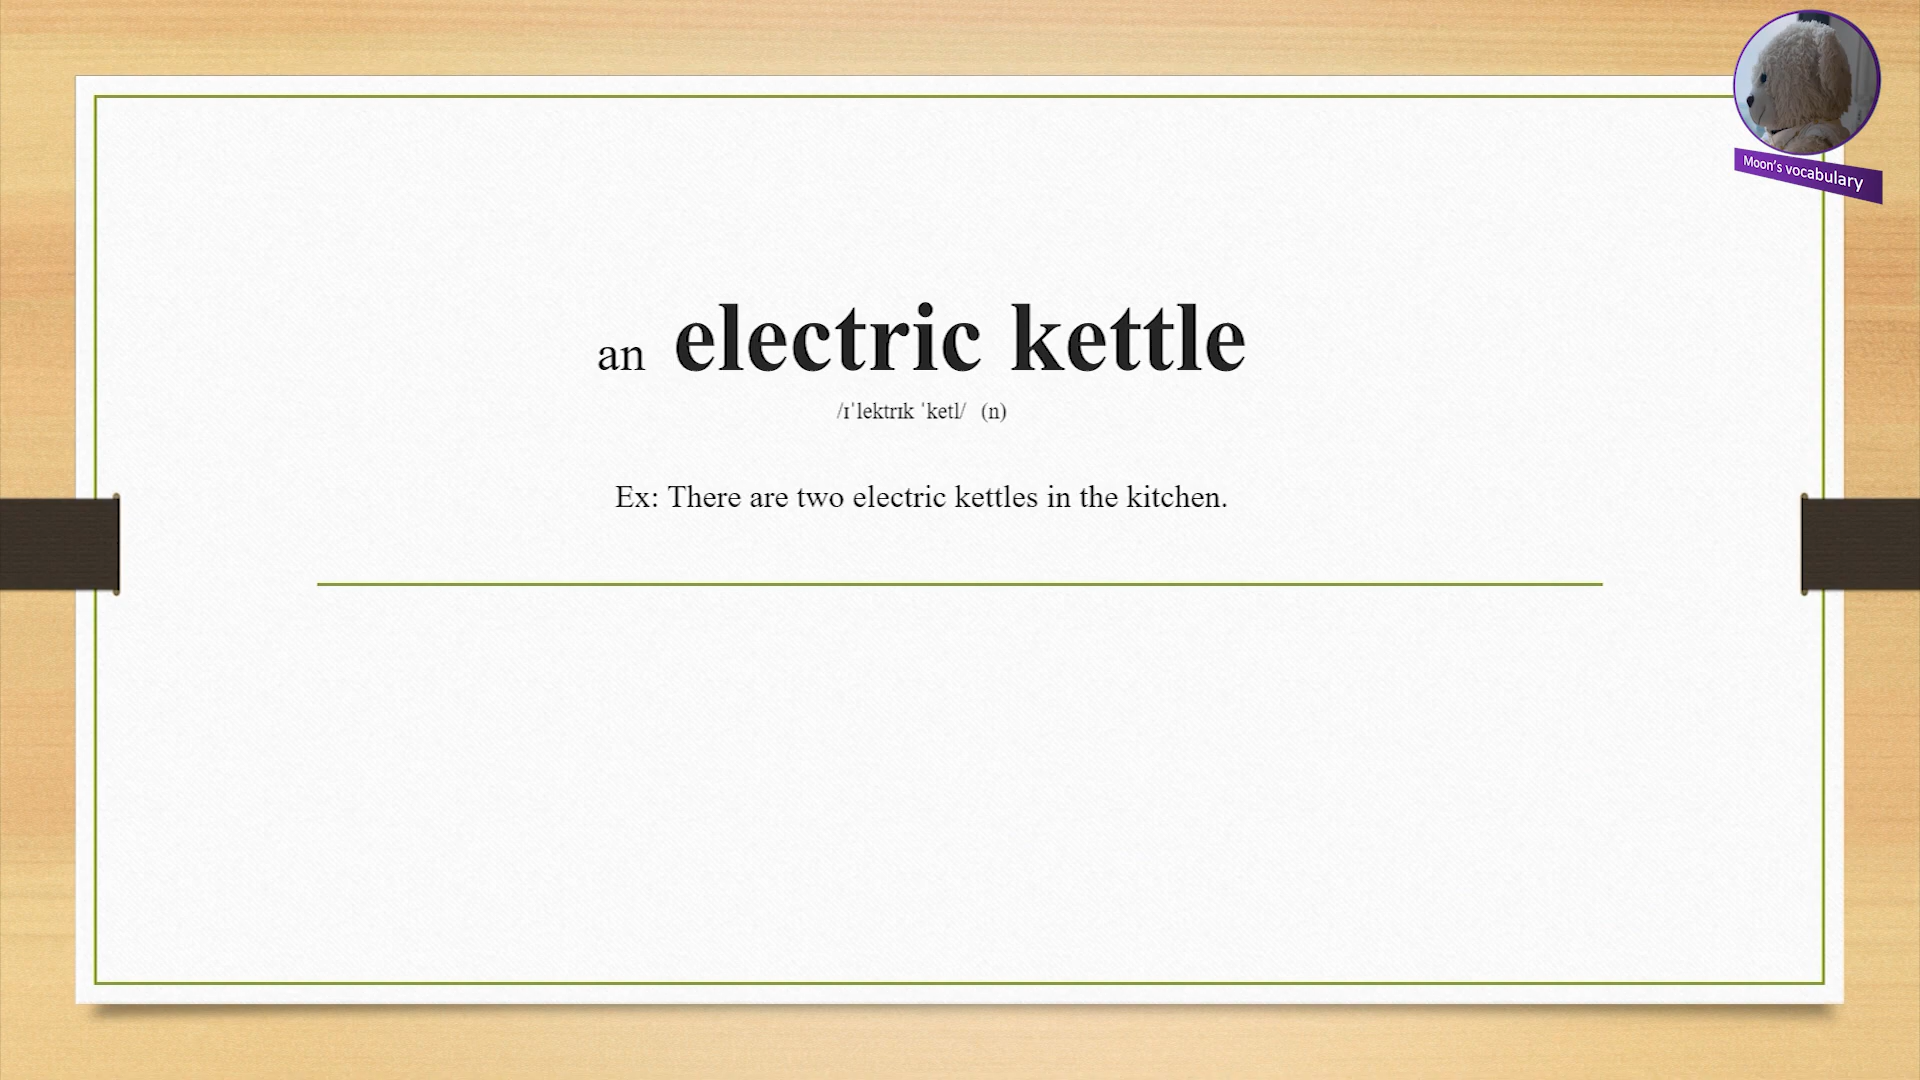 Moon's vocabulary
an electric kettle
/ɪˈlektrɪk ˈketl/ (n)
Ex: There are two electric kettles in the kitchen.